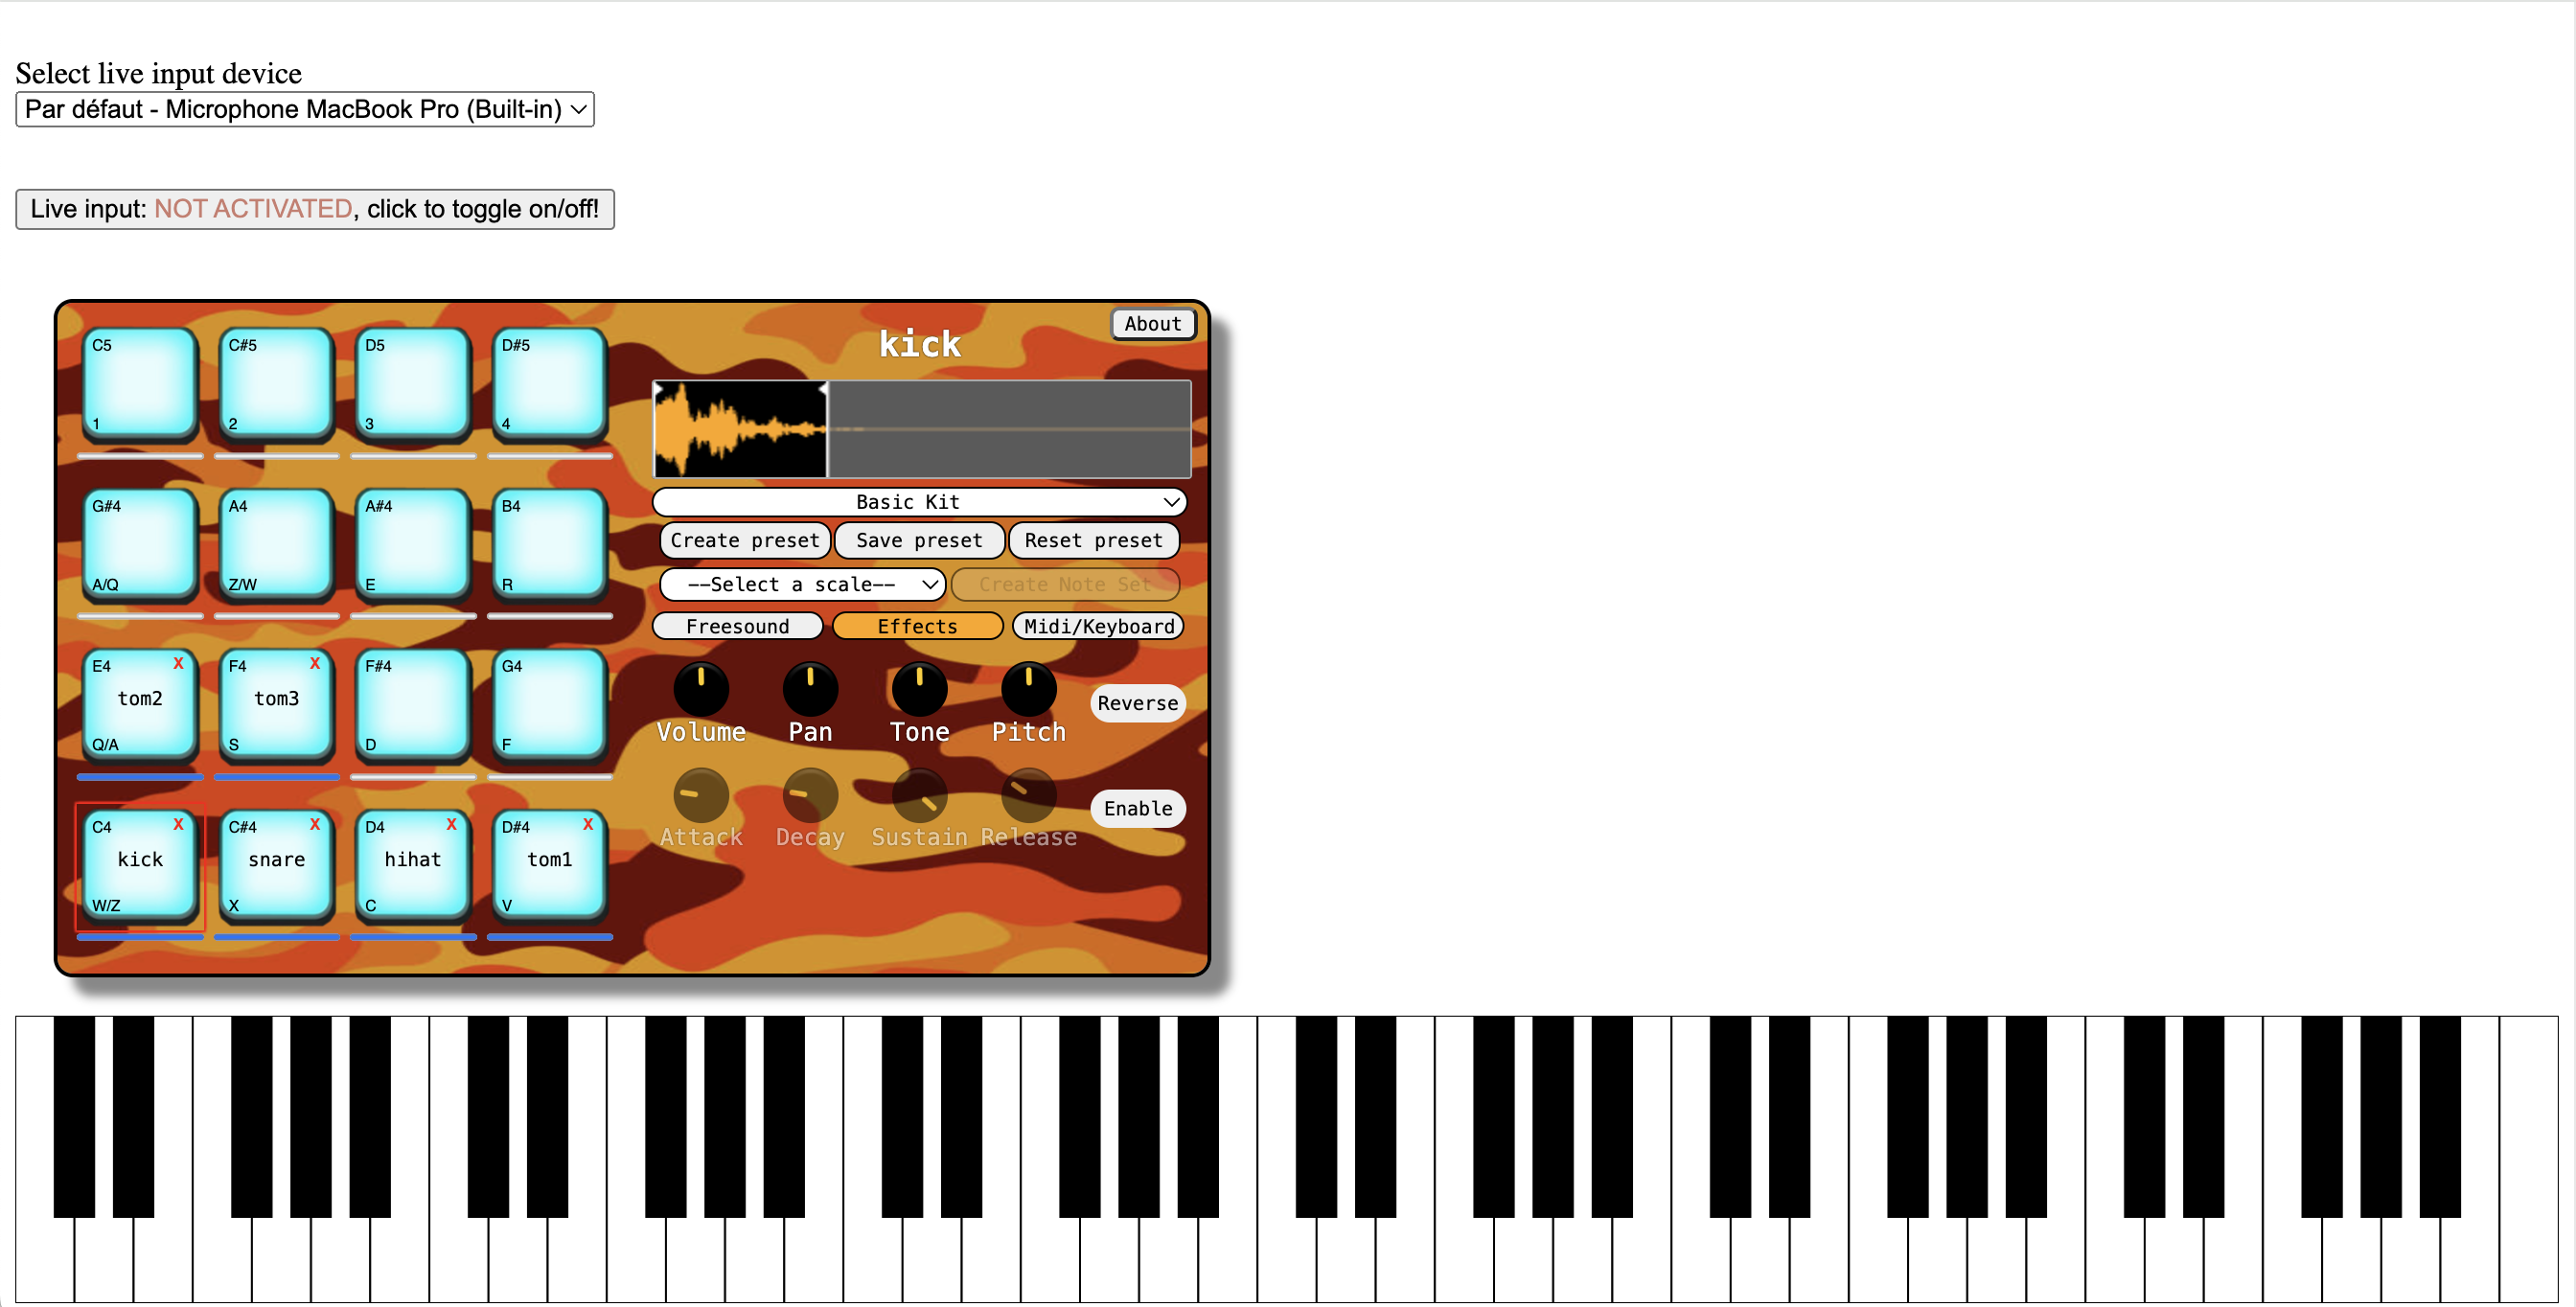 Select live input device
Par défaut - Microphone MacBook Pro (Built-in)
Live input: NOT ACTIVATED, click to toggle on/off!
About
kick
C5 C#5 D5 D#5
1 2 3 4
G#4 A4 A#4 B4
A/Q Z/W E R
E4 X F4 X F#4 G4
tom2 tom3
Q/A S D F
C4 X C#4 X D4 X D#4 X
kick snare hihat tom1
W/Z X C V
Basic Kit
Create preset Save preset Reset preset
--Select a scale-- Create Note Set
Freesound Effects Midi/Keyboard
Volume Pan Tone Pitch Reverse
Attack Decay Sustain Release Enable